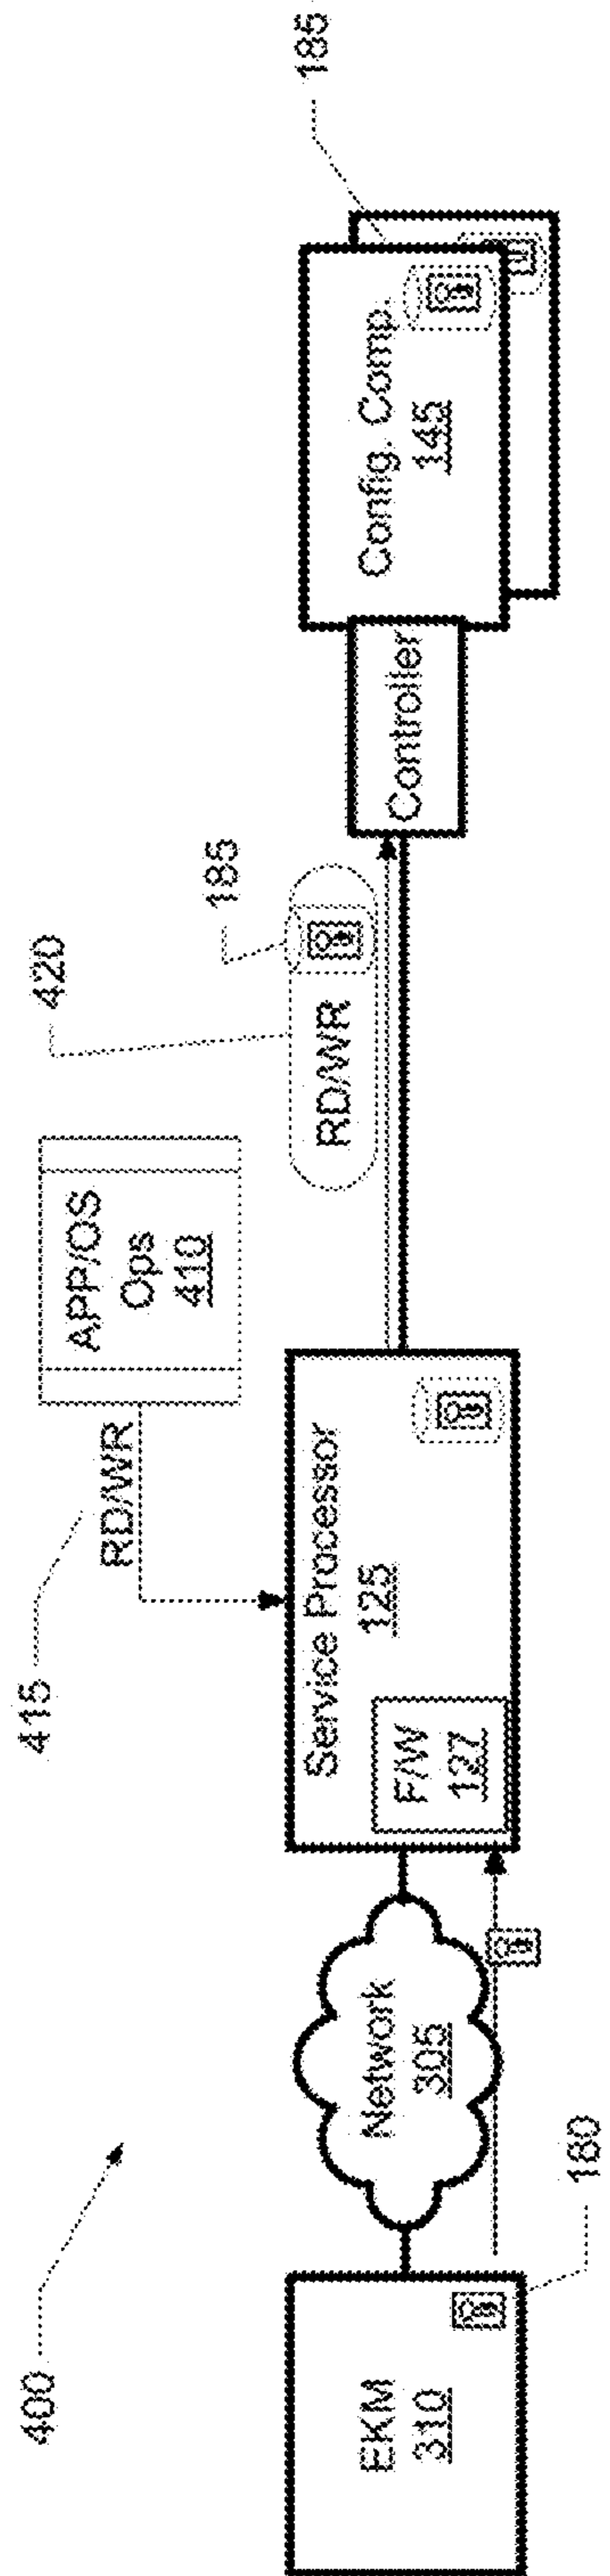 400
EKM
310
180
Network
305
415
RD/WR
APP/OS
Ops
410
Service Processor
125
F/W
127
420
185
RD/WR
Controller
Config. Comp.
145
185